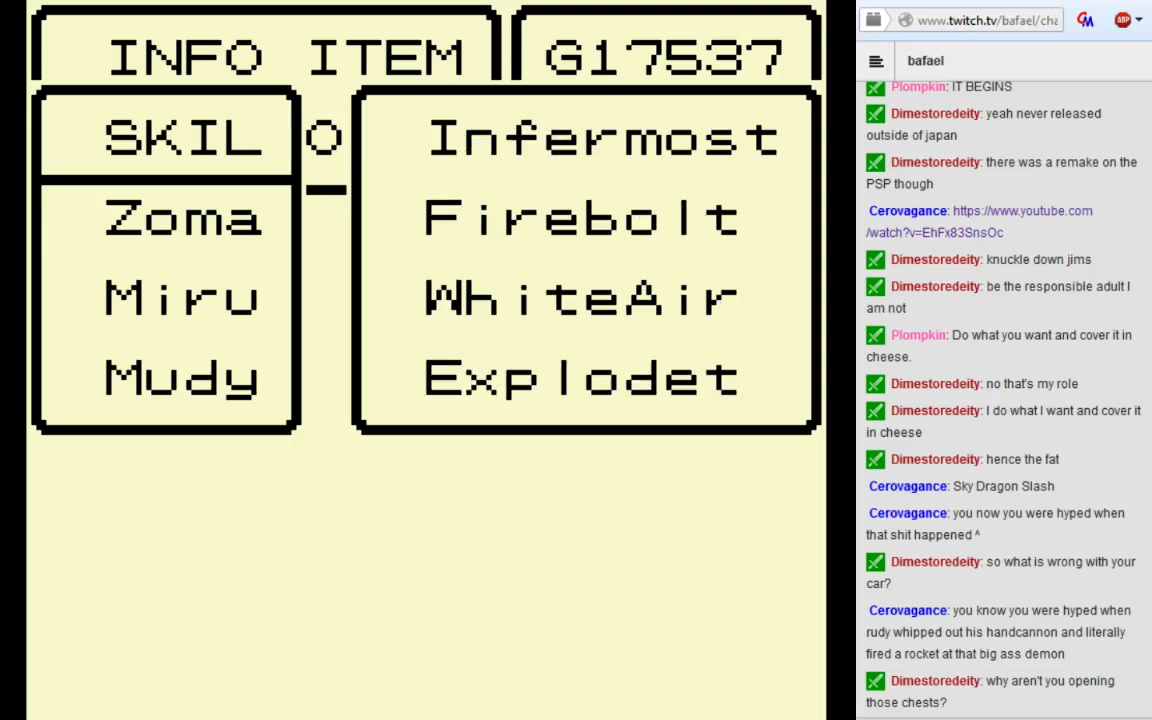 INFO ITEM
G17537
SKIL
O
Infermost
Zoma
Firebolt
Miru
WhiteAir
Mudy
Explodet
www.twitch.tv/bafael/cha
GM
ABP
bafael
Plompkin: IT BEGINS
Dimestoredeity: yeah never released
outside of japan
Dimestoredeity: there was a remake on the
PSP though
Cerovagance: https://www.youtube.com
/watch?v=EhFx83SnsOc
Dimestoredeity: knuckle down jims
Dimestoredeity: be the responsible adult I
am not
Plompkin: Do what you want and cover it in
cheese.
Dimestoredeity: no that's my role
Dimestoredeity: I do what I want and cover it
in cheese
Dimestoredeity: hence the fat
Cerovagance: Sky Dragon Slash
Cerovagance: you now you were hyped when
that shit happened ^
Dimestoredeity: so what is wrong with your
car?
Cerovagance: you know you were hyped when
rudy whipped out his handcannon and literally
fired a rocket at that big ass demon
Dimestoredeity: why aren't you opening
those chests?